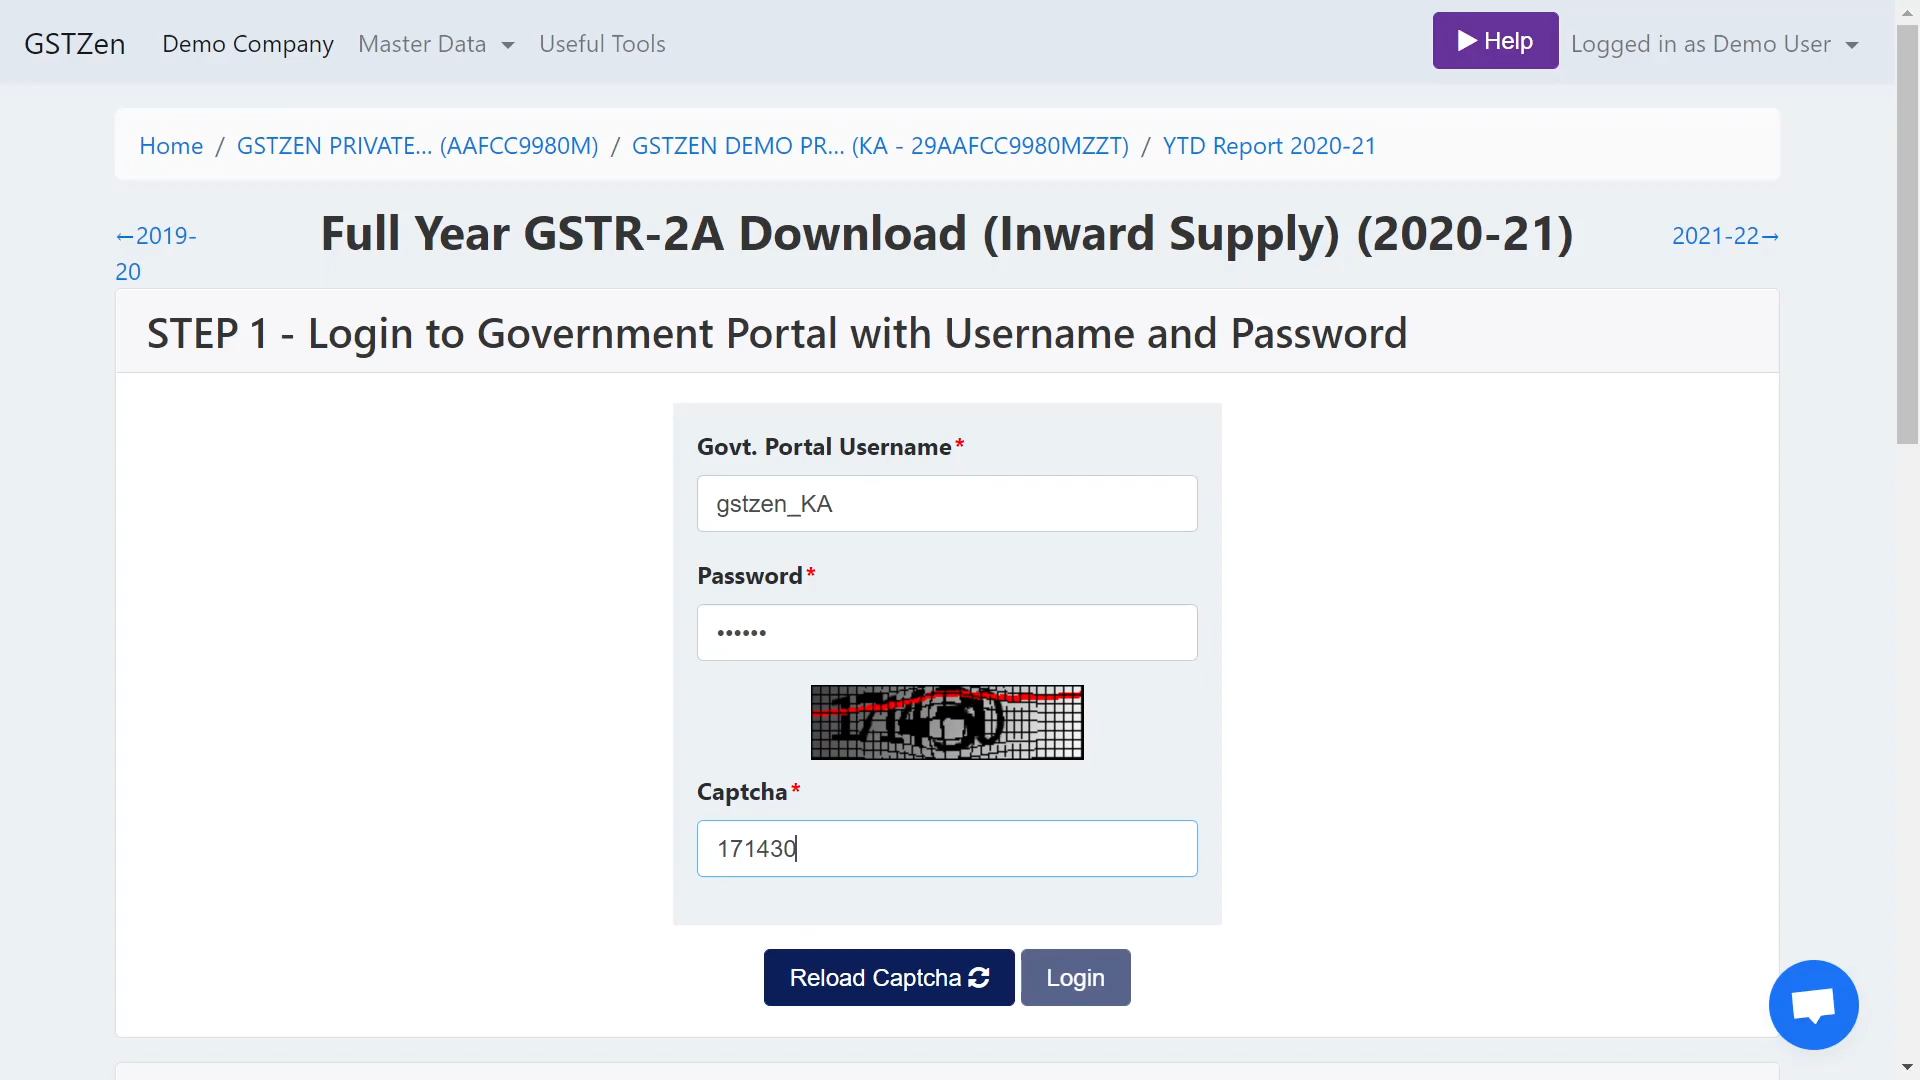 GSTZen Demo Company Master Data Useful Tools Help Logged in as Demo User
Home / GSTZEN PRIVATE... (AAFCC9980M) / GSTZEN DEMO PR... (KA - 29AAFCC9980MZZT) / YTD Report 2020-21
←2019-
20
Full Year GSTR-2A Download (Inward Supply) (2020-21)
2021-22→
STEP 1 - Login to Government Portal with Username and Password
Govt. Portal Username*
gstzen_KA
Password*
••••••
Captcha*
171430
Reload Captcha Login